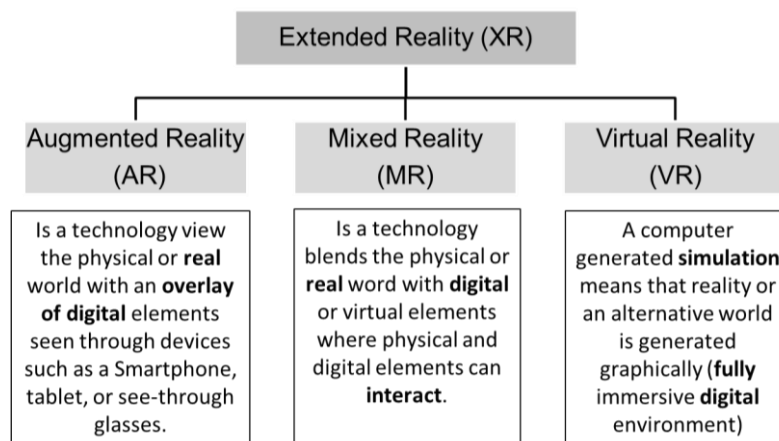 Extended Reality (XR)
Augmented Reality
(AR)
Mixed Reality
(MR)
Virtual Reality
(VR)
Is a technology view
the physical or real
world with an overlay
of digital elements
seen through devices
such as a Smartphone,
tablet, or see-through
glasses.
Is a technology
blends the physical or
real word with digital
or virtual elements
where physical and
digital elements can
interact.
A computer
generated simulation
means that reality or
an alternative world
is generated
graphically (fully
immersive digital
environment)